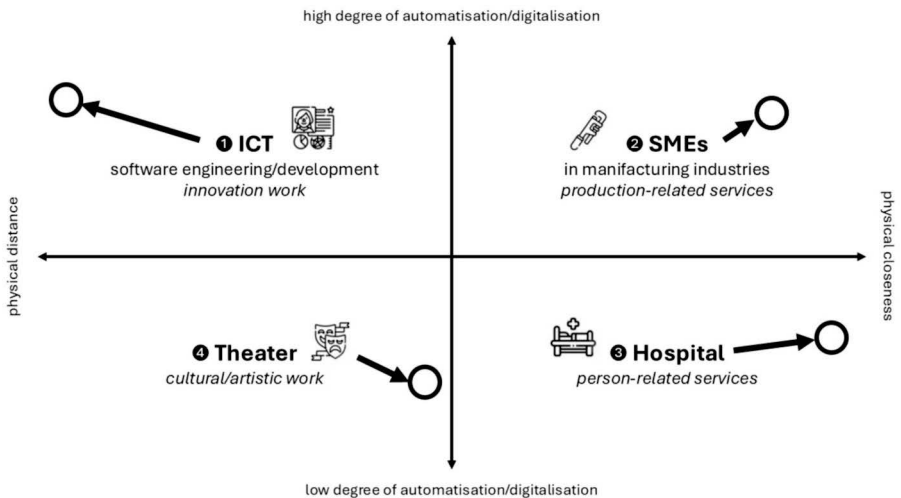 high degree of automatisation/digitalisation
❶ ICT
software engineering/development
innovation work
❷ SMEs
in manifacturing industries
production-related services
physical distance
physical closeness
❹ Theater
cultural/artistic work
❸ Hospital
person-related services
low degree of automatisation/digitalisation